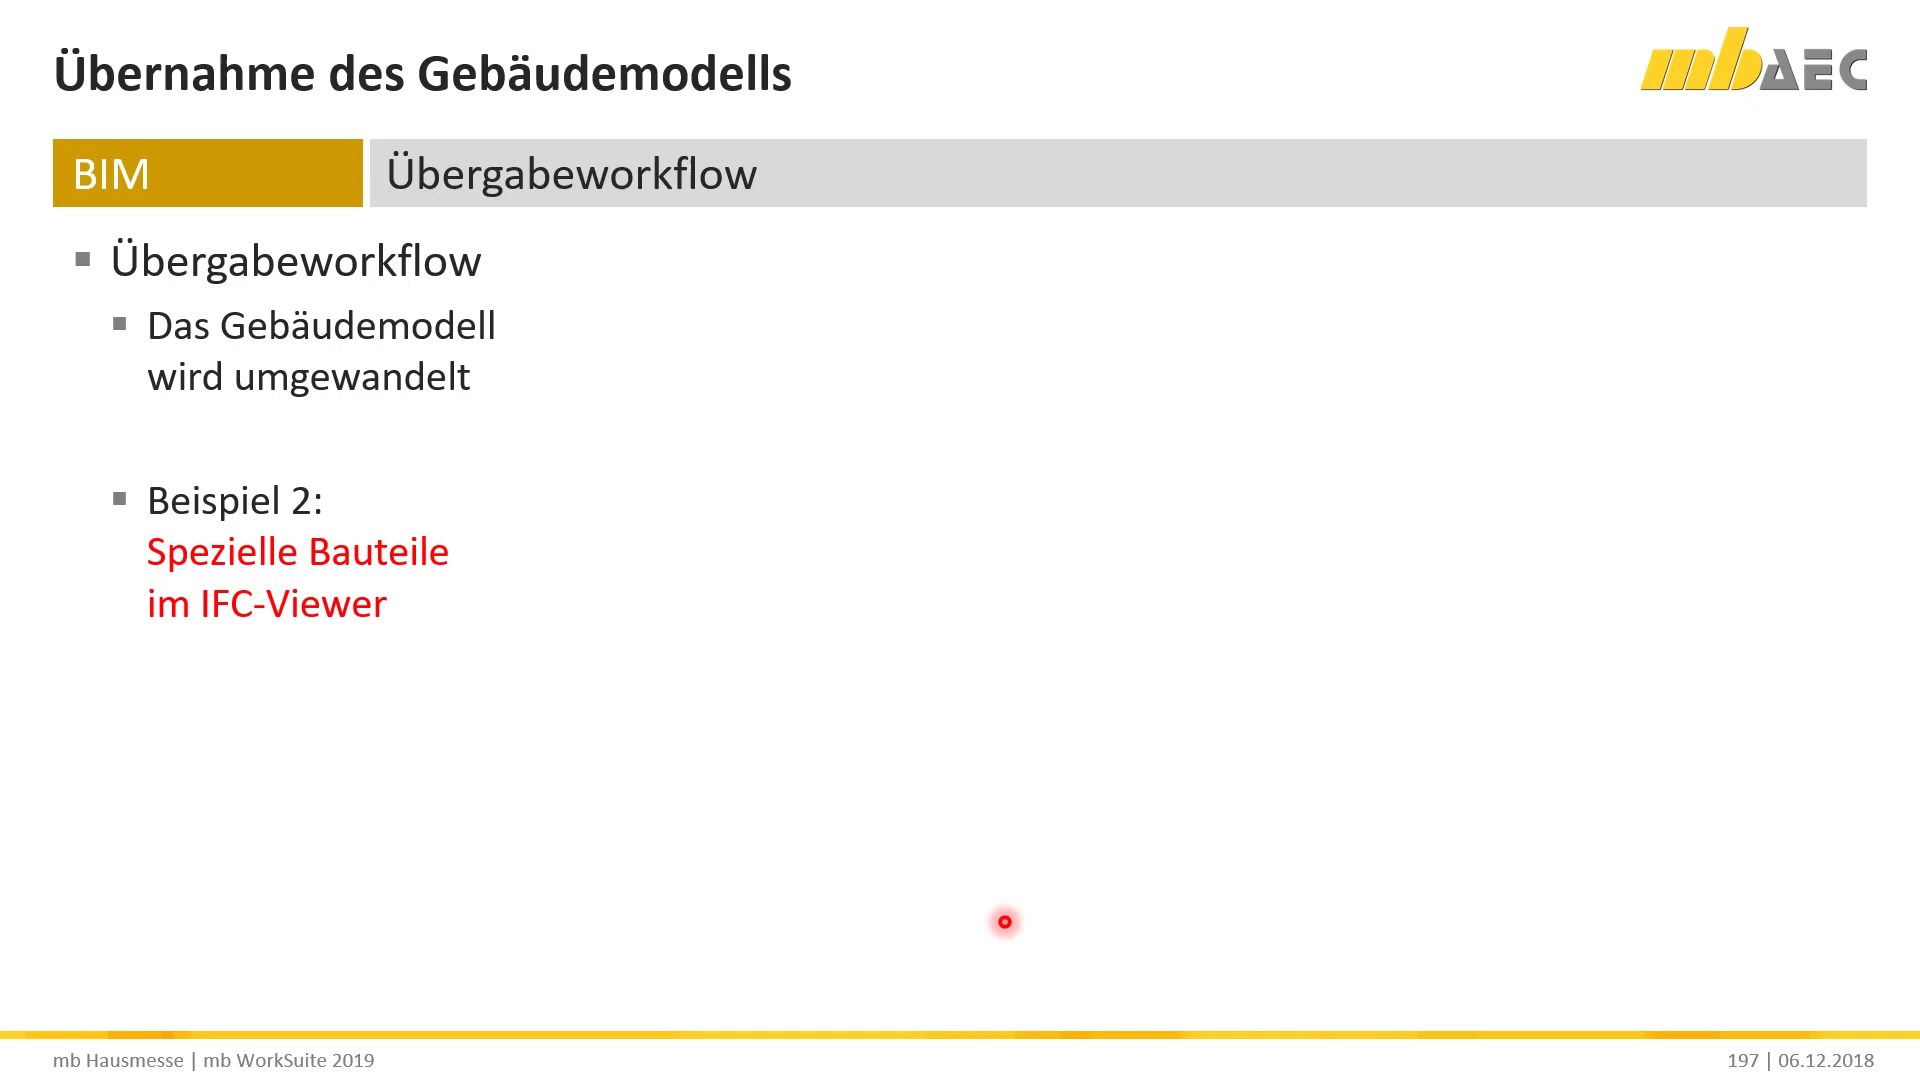 Übernahme des Gebäudemodells
mbAEC
BIM
Übergabeworkflow
Übergabeworkflow
Das Gebäudemodell
wird umgewandelt
Beispiel 2:
Spezielle Bauteile
im IFC-Viewer
mb Hausmesse | mb WorkSuite 2019
197 | 06.12.2018